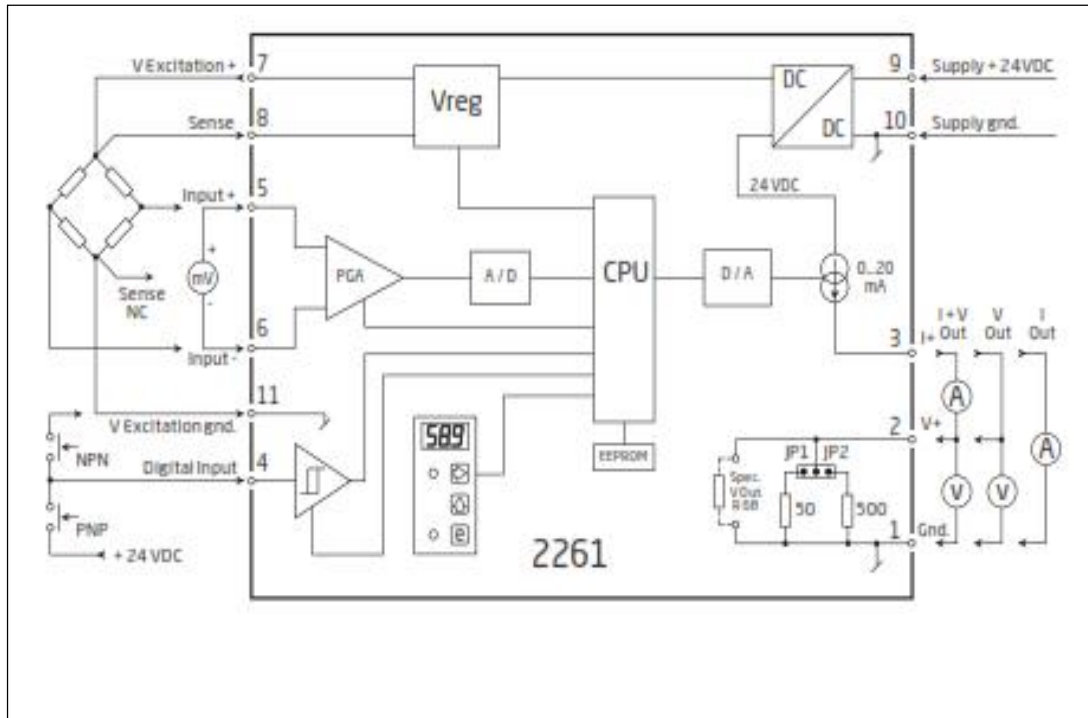 V Excitation +
7
Sense
8
Vreg
DC
DC
9
Supply + 24VDC
10
Supply gnd.
24 VDC
Input +
5
+
mV
-
Sense
NC
6
Input -
PGA
A / D
CPU
D / A
0...20
mA
I + V
Out
V
Out
I
Out
3
I+
A
A
11
V Excitation gnd.
NPN
Digital Input
4
PNP
+ 24 VDC
589
e
EEPROM
2
V+
JP1
JP2
Spec.
V Out
50
500
V
V
1
Gnd.
2261